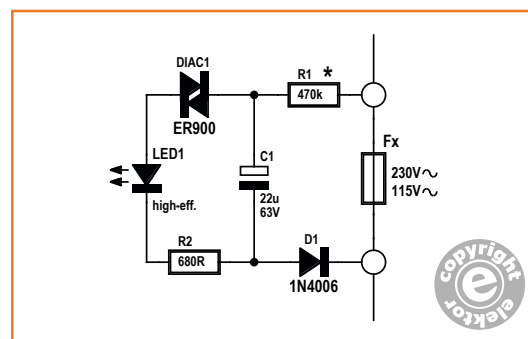 DIAC1
ER900
R1 *
470k
Fx
230V~
115V~
LED1
high-eff.
C1
22u
63V
R2
680R
D1
1N4006
copyright
e
elektor